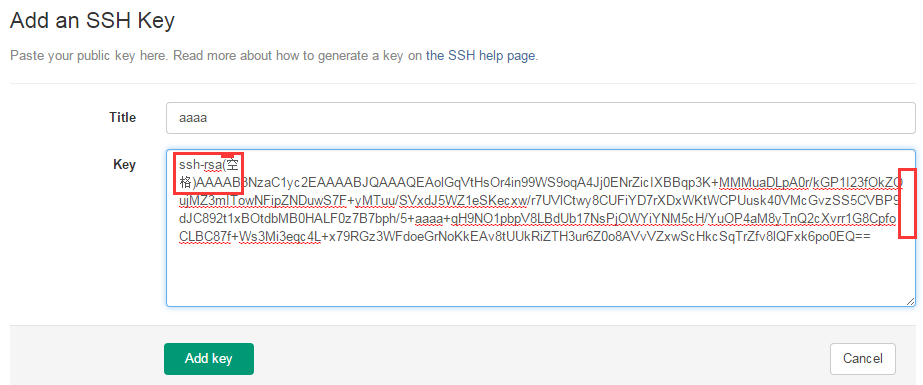 Add an SSH Key
Paste your public key here. Read more about how to generate a key on the SSH help page.
Title
aaaa
Key
ssh-rsa(空
格)AAAAB3NzaC1yc2EAAAABJQAAAQEAolGqVtHsOr4in99WS9oqA4Jj0ENrZicIXBBqp3K+MMMuaDLpA0r/kGP1I23fOkZQ
ujMZ3mITowNFipZNDuwS7F+yMTuu/SVxdJ5WZ1eSKecxw/r7UVlCtwy8CUFiYD7rXDxWKtWCPUusk40VMcGvzSS5CVBP9
dJC892t1xBOtdbMB0HALF0z7B7bph/5+aaaa+gH9NO1pbpV8LBdUb17NsPjOWYiYNM5cH/YuOP4aM8yTnQ2cXvrr1G8Cpfo
CLBC87f+Ws3Mi3eqc4L+x79RGz3WFdoeGrNoKkEAv8tUUkRiZTH3ur6Z0o8AVvVZxwScHkcSqTrZfv8lQFxk6po0EQ==
Add key
Cancel